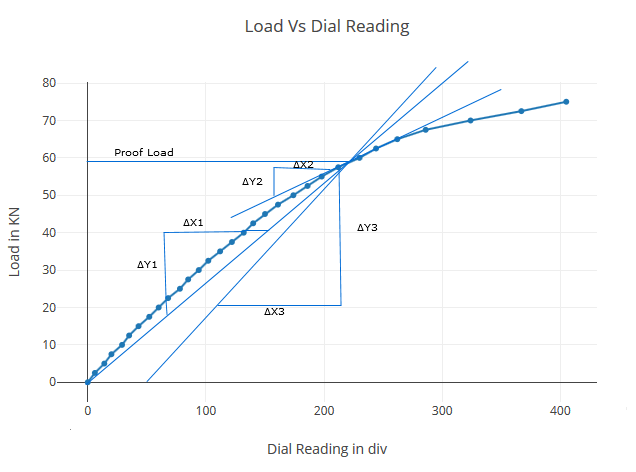 Load Vs Dial Reading
80
70
Proof Load
60
ΔX2
ΔY2
50
ΔX1
ΔY3
40
ΔY1
30
20
ΔX3
10
0
0 100 200 300 400
Load in KN
Dial Reading in div